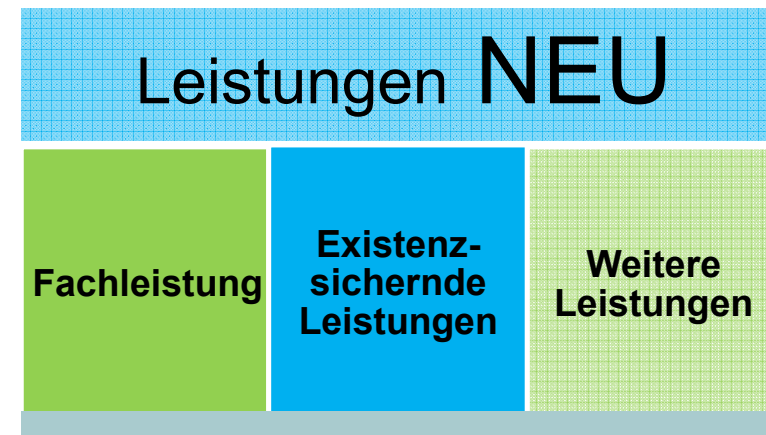 Leistungen NEU
Fachleistung
Existenz-
sichernde
Leistungen
Weitere
Leistungen